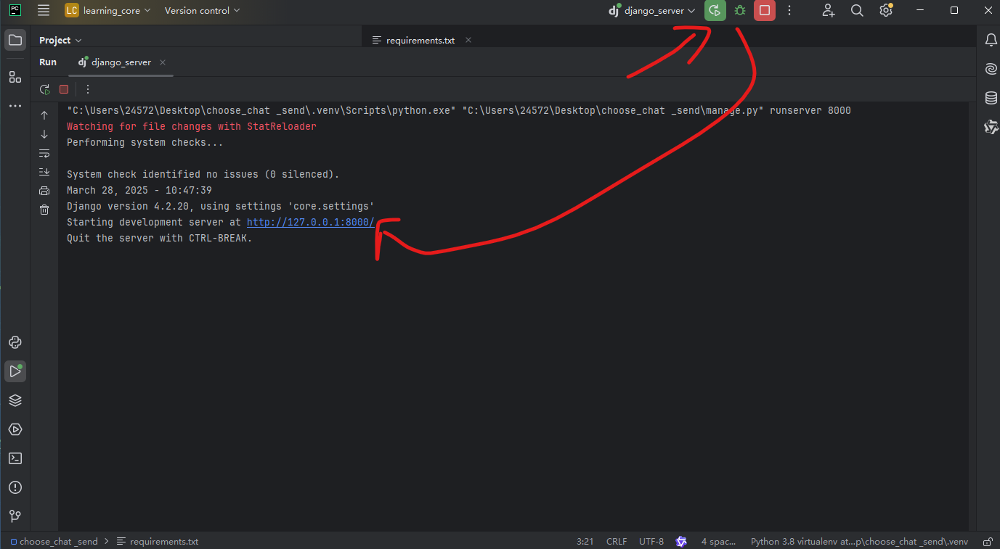 PC
LC learning_core Version control dj django_server
Project requirements.txt
Run dj django_server
"C:\Users\24572\Desktop\choose_chat _send\.venv\Scripts\python.exe" "C:\Users\24572\Desktop\choose_chat _send\manage.py" runserver 8000
Watching for file changes with StatReloader
Performing system checks...
System check identified no issues (0 silenced).
March 28, 2025 - 10:47:39
Django version 4.2.20, using settings 'core.settings'
Starting development server at http://127.0.0.1:8000/
Quit the server with CTRL-BREAK.
choose_chat _send > requirements.txt 3:21 CRLF UTF-8 4 spac... Python 3.8 virtualenv at...p\choose_chat _send\.venv